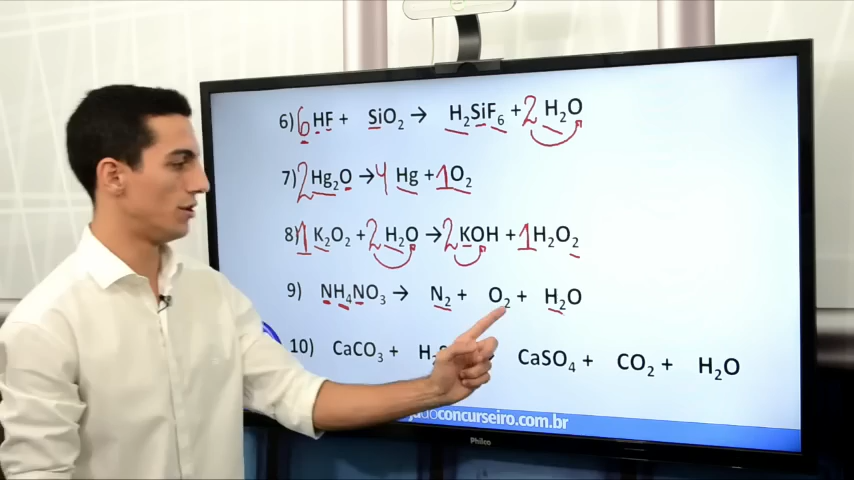 6) 6 HF + SiO₂ → H₂SiF₆ + 2 H₂O
7) 2 Hg₂O → 4 Hg + 1 O₂
8) 1 K₂O₂ + 2 H₂O → 2 KOH + 1 H₂O₂
9) NH₄NO₃ → N₂ + O₂ + H₂O
10) CaCO₃ + CaSO₄ + CO₂ + H₂O
doconcurseiro.com.br
Philco